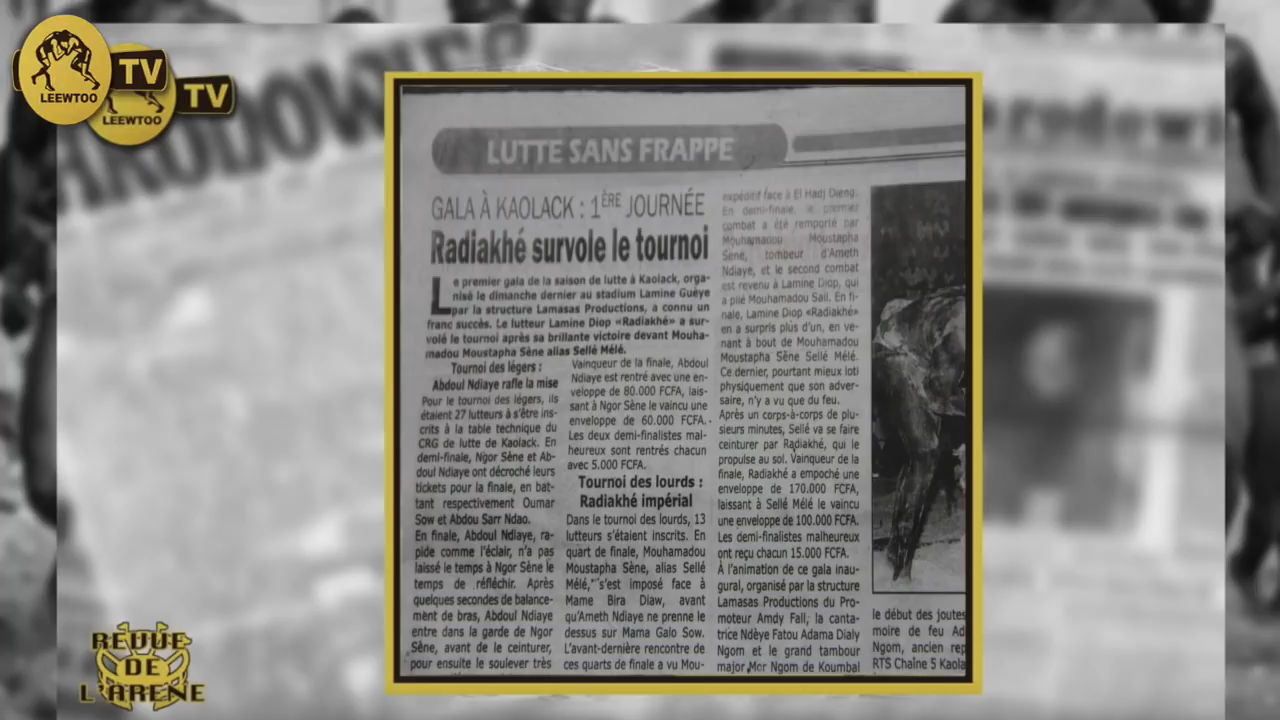 TV
LEEWTOO
TV
LEEWTOO
LUTTE SANS FRAPPE
GALA À KAOLACK : 1ÈRE JOURNÉE
Radiakhé survole le tournoi
Le premier gala de la saison de lutte à Kaolack, orga-
nisé le dimanche dernier au stadium Lamine Guèye
par la structure Lamasas Productions, a connu un
franc succès. Le lutteur Lamine Diop «Radiakhé» a sur-
volé le tournoi après sa brillante victoire devant Mouha-
madou Moustapha Sène alias Sellé Mélé.
Tournoi des légers :
Abdoul Ndiaye rafle la mise
Pour le tournoi des légers, ils
étaient 27 lutteurs à s'être ins-
crits à la table technique du
CRG de lutte de Kaolack. En
demi-finale, Ngor Sène et Ab-
doul Ndiaye ont décroché leurs
tickets pour la finale, en bat-
tant respectivement Oumar
Sow et Abdou Sarr Ndao.
En finale, Abdoul Ndiaye, ra-
pide comme l'éclair, n'a pas
laissé le temps à Ngor Sène le
temps de réfléchir. Après
quelques secondes de balance-
ment de bras, Abdoul Ndiaye
entre dans la garde de Ngor
Sène, avant de le ceinturer,
pour ensuite le soulever très
Vainqueur de la finale, Abdoul
Ndiaye est rentré avec une en-
veloppe de 80.000 FCFA, lais-
sant à Ngor Sène le vaincu une
enveloppe de 60.000 FCFA.
Les deux demi-finalistes mal-
heureux sont rentrés chacun
avec 5.000 FCFA.
Tournoi des lourds :
Radiakhé impérial
Dans le tournoi des lourds, 13
lutteurs s'étaient inscrits. En
quart de finale, Mouhamadou
Moustapha Sène, alias Sellé
Mélé, s'est imposé face à
Mame Bira Diaw, avant
qu'Ameth Ndiaye ne prenne le
dessus sur Mama Galo Sow.
L'avant-dernière rencontre de
ces quarts de finale a vu Mou-
expéditif face à El Hadj Dieng.
En demi-finale, le premier
combat a été remporté par
Mouhamadou Moustapha
Sène, tombeur d'Ameth
Ndiaye, et le second combat
est revenu à Lamine Diop, qui
a plié Mouhamadou Sall. En fi-
nale, Lamine Diop «Radiakhé»
en a surpris plus d'un, en ve-
nant à bout de Mouhamadou
Moustapha Sène Sellé Mélé.
Ce dernier, pourtant mieux loti
physiquement que son adver-
saire, n'y a vu que du feu.
Après un corps-à-corps de plu-
sieurs minutes, Sellé va se faire
ceinturer par Radiakhé, qui le
propulse au sol. Vainqueur de la
finale, Radiakhé a empoché une
enveloppe de 170.000 FCFA,
laissant à Sellé Mélé le vaincu
une enveloppe de 100.000 FCFA.
Les demi-finalistes malheureux
ont reçu chacun 15.000 FCFA.
À l'animation de ce gala inau-
gural, organisé par la structure
Lamasas Productions du Pro-
moteur Amdy Fall, la canta-
trice Ndèye Fatou Adama Dialy
Ngom et le grand tambour
major Mor Ngom de Koumbal
le début des joutes
moire de feu Ad
Ngom, ancien rep
RTS Chaîne 5 Kaola
REVUE
DE
L'ARENE